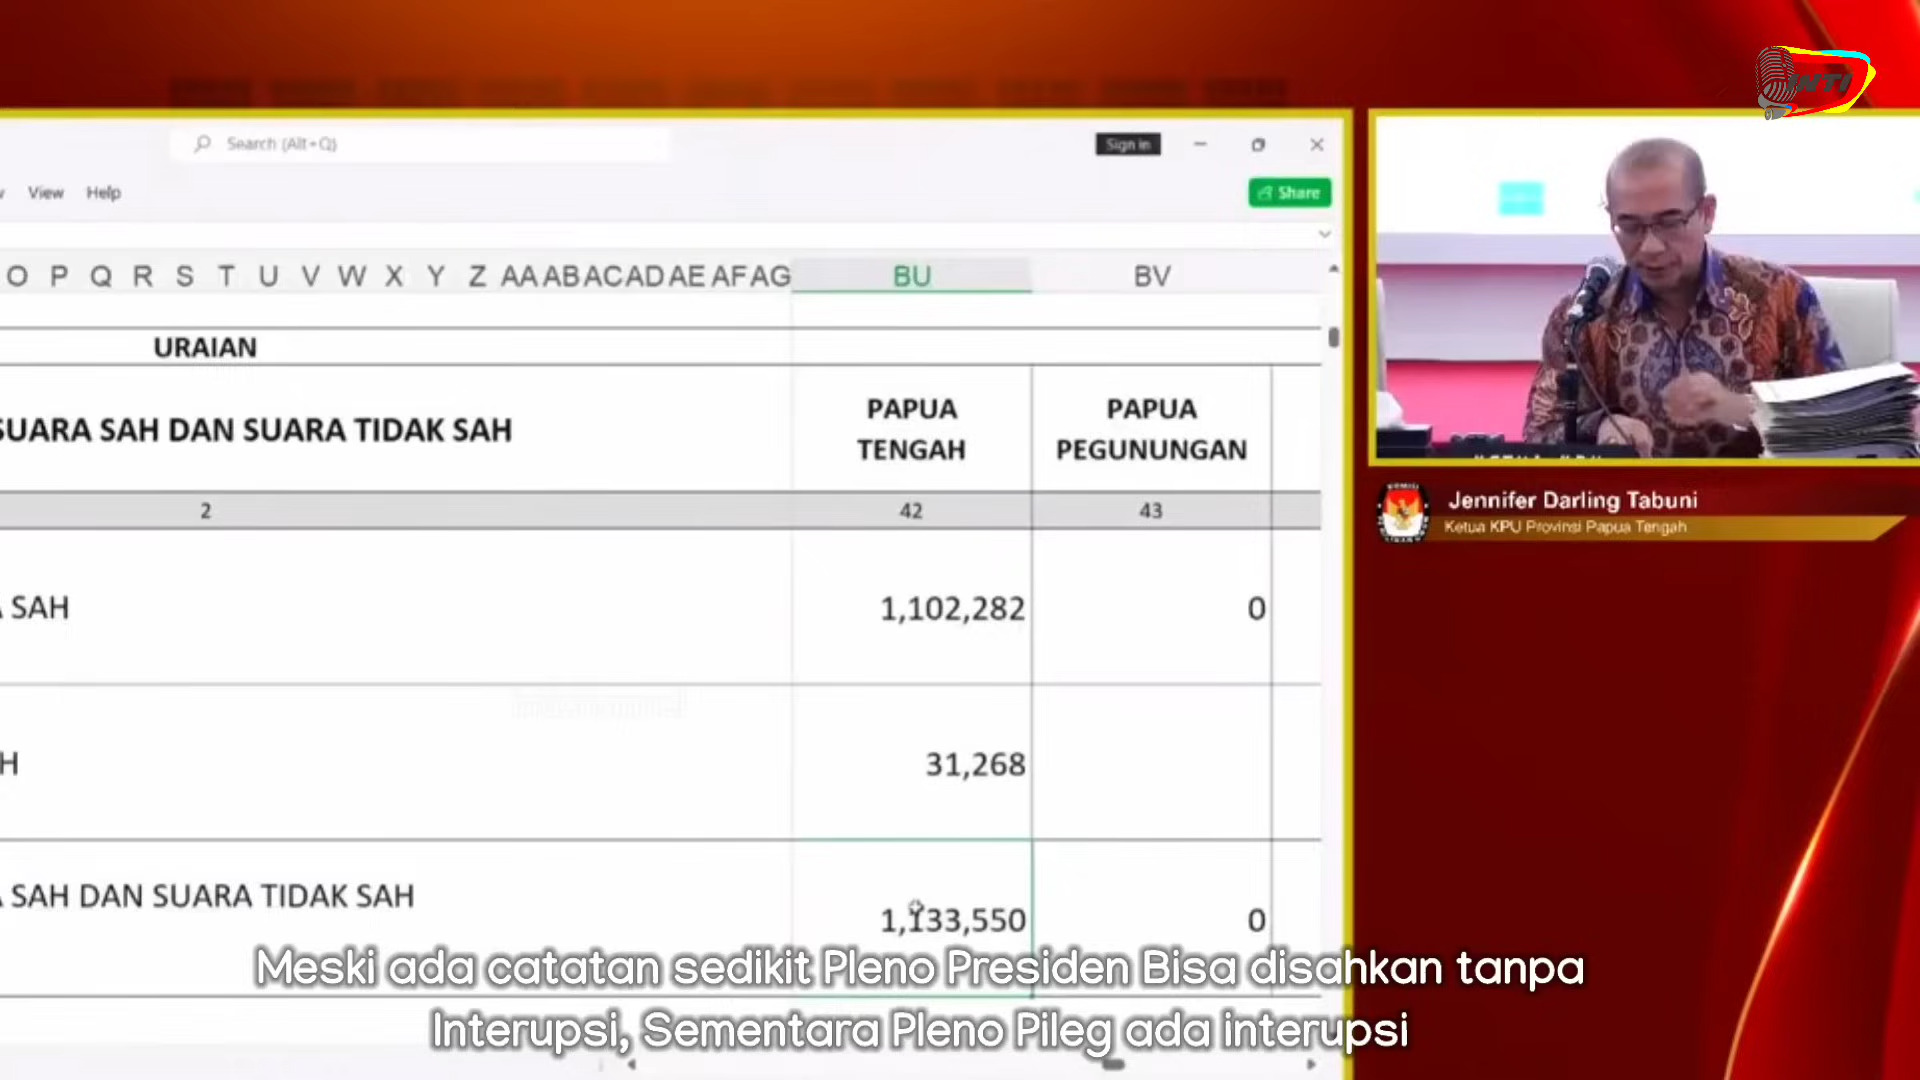 INTI
Search (Alt+Q)
Sign in
View Help
Share
O P Q R S T U V W X Y Z AA AB AC AD AE AF AG BU BV
URAIAN
SUARA SAH DAN SUARA TIDAK SAH
PAPUA
TENGAH
PAPUA
PEGUNUNGAN
2 42 43
SAH
1,102,282 0
H
31,268
SAH DAN SUARA TIDAK SAH
1,133,550 0
Jennifer Darling Tabuni
Ketua KPU Provinsi Papua Tengah
Meski ada catatan sedikit Pleno Presiden Bisa disahkan tanpa
Interupsi, Sementara Pleno Pileg ada interupsi